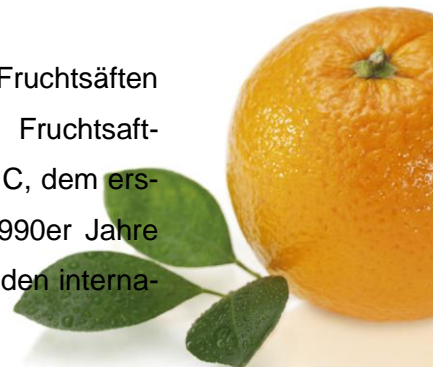 Fruchtsäften
Fruchtsaft-
C, dem ers-
990er Jahre
den interna-